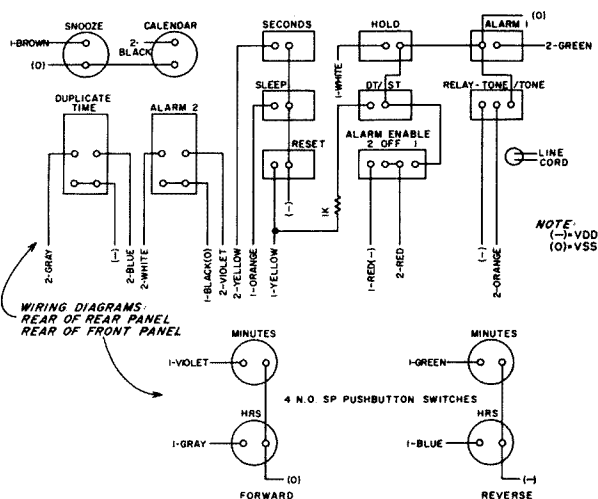 SNOOZE
CALENDAR
1-BROWN
2-
BLACK
(0)
SECONDS
HOLD
(0)
ALARM 1
2-GREEN
1-WHITE
SLEEP
DT/ST
RELAY-TONE/TONE
DUPLICATE
TIME
ALARM 2
RESET
ALARM ENABLE
2 OFF 1
LINE
CORD
1K
(-)
NOTE:
(-)=VDD
(0)=VSS
2-GRAY
(-)
2-BLUE
2-WHITE
1-BLACK(0)
2-VIOLET
2-YELLOW
1-ORANGE
1-YELLOW
1-RED(-)
2-RED
(-)
2-ORANGE
WIRING DIAGRAMS:
REAR OF REAR PANEL
REAR OF FRONT PANEL
MINUTES
MINUTES
1-VIOLET
1-GREEN
4 N.O. SP PUSHBUTTON SWITCHES
HRS
HRS
1-GRAY
1-BLUE
(0)
(-)
FORWARD
REVERSE